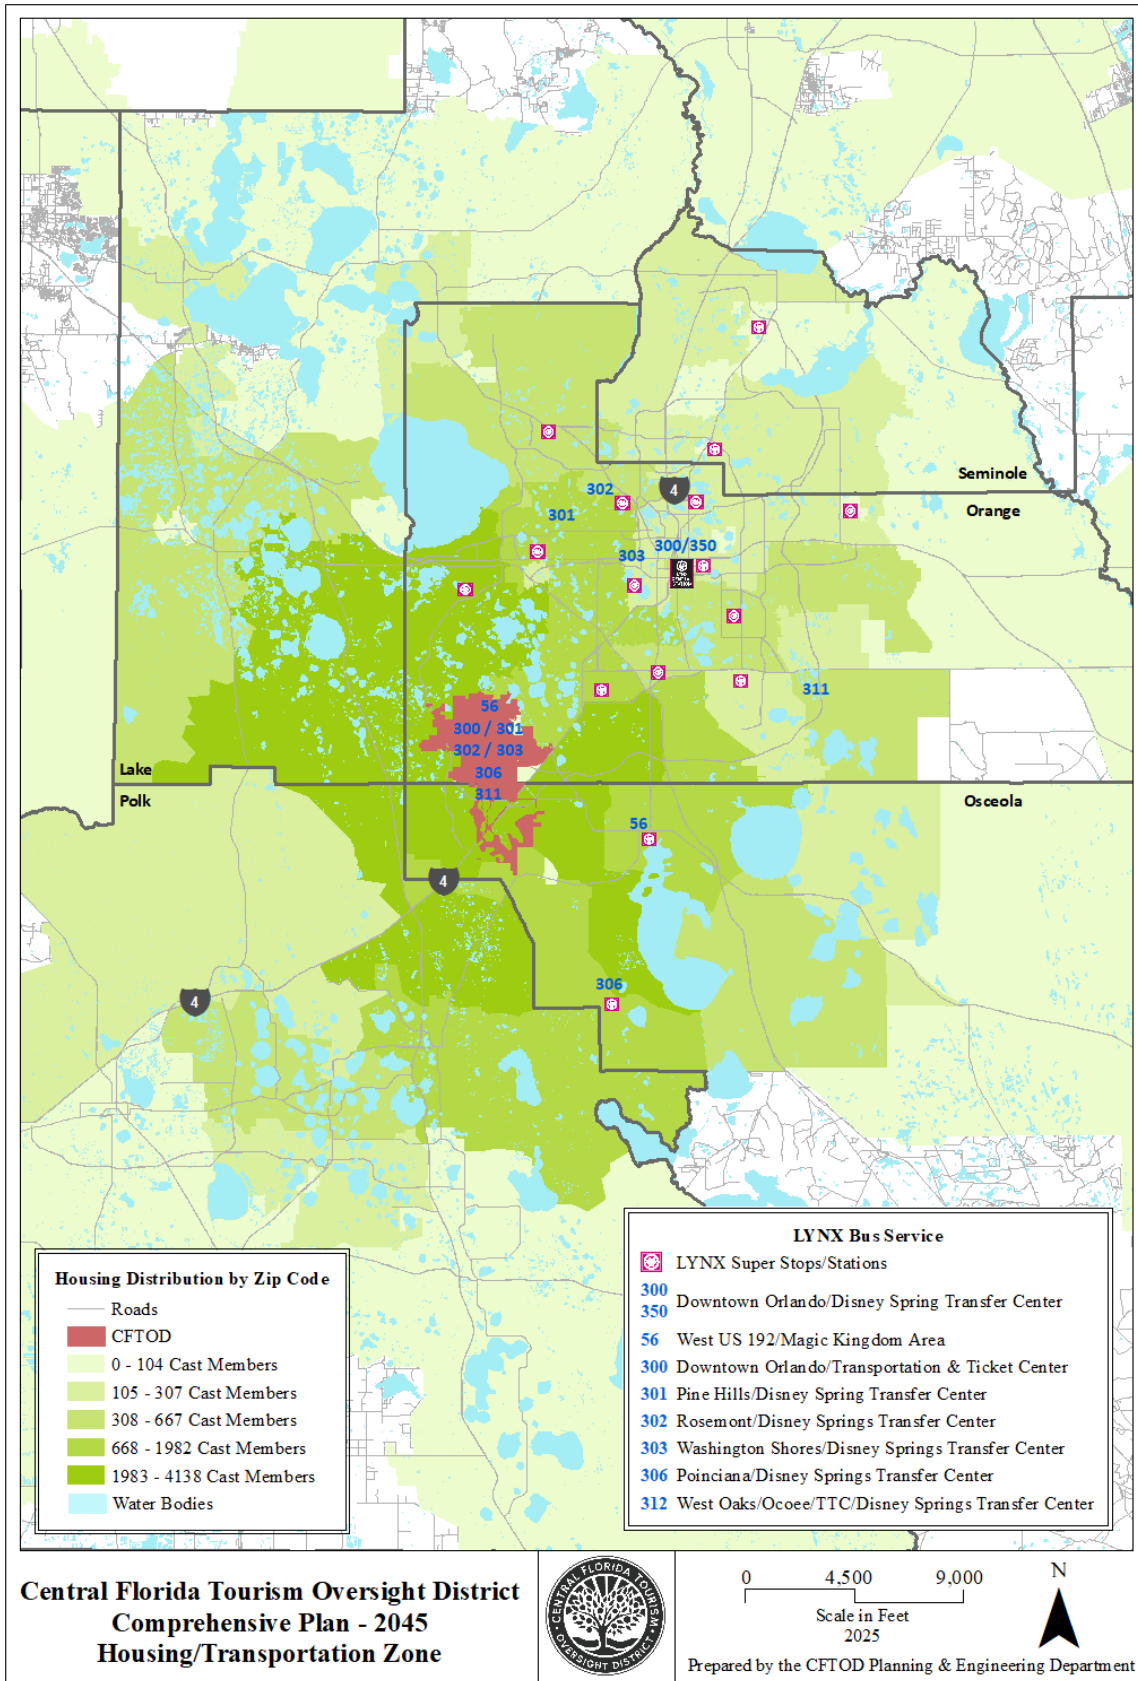 4
Seminole
Orange
302
301
303
300/350
311
56
300 / 301
302 / 303
306
311
Lake
Polk
Osceola
56
4
306
4
Housing Distribution by Zip Code
Roads
CFTOD
0 - 104 Cast Members
105 - 307 Cast Members
308 - 667 Cast Members
668 - 1982 Cast Members
1983 - 4138 Cast Members
Water Bodies
LYNX Bus Service
LYNX Super Stops/Stations
300
350 Downtown Orlando/Disney Spring Transfer Center
56 West US 192/Magic Kingdom Area
300 Downtown Orlando/Transportation & Ticket Center
301 Pine Hills/Disney Spring Transfer Center
302 Rosemont/Disney Springs Transfer Center
303 Washington Shores/Disney Springs Transfer Center
306 Poinciana/Disney Springs Transfer Center
312 West Oaks/Ocoee/TTC/Disney Springs Transfer Center
Central Florida Tourism Oversight District
Comprehensive Plan - 2045
Housing/Transportation Zone
CENTRAL FLORIDA TOURISM
OVERSIGHT DISTRICT
0 4,500 9,000
Scale in Feet
2025
N
Prepared by the CFTOD Planning & Engineering Department